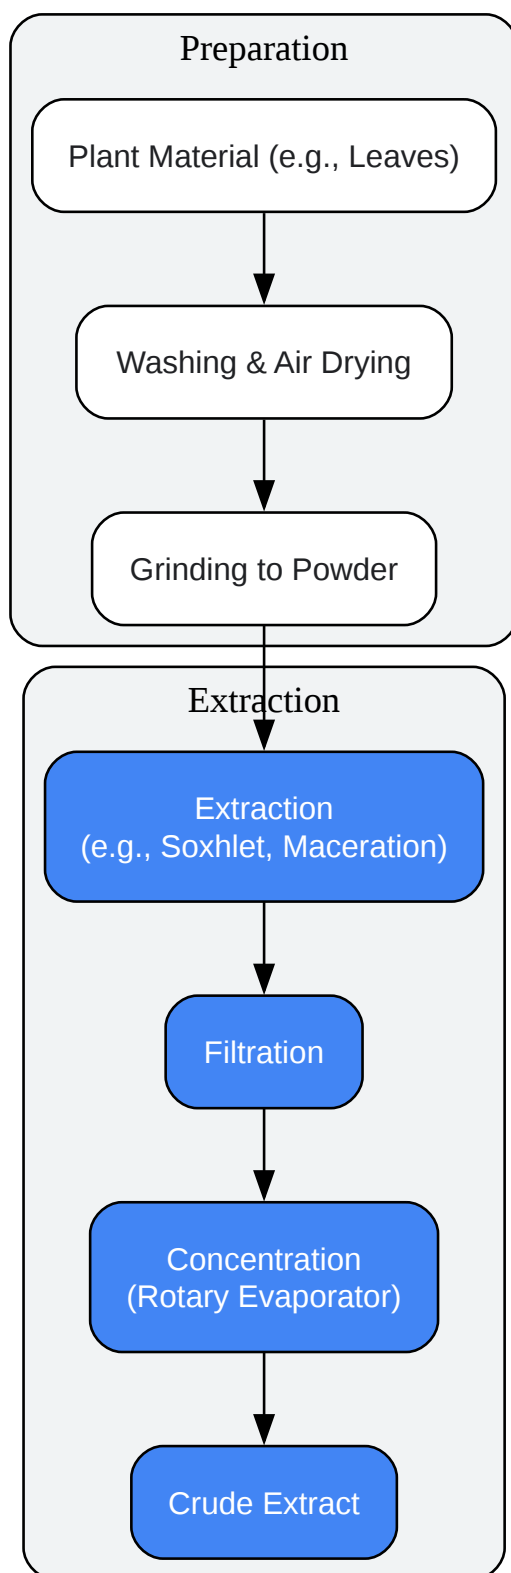 Preparation
Plant Material (e.g., Leaves)
Washing & Air Drying
Grinding to Powder
Extraction
Extraction
(e.g., Soxhlet, Maceration)
Filtration
Concentration
(Rotary Evaporator)
Crude Extract